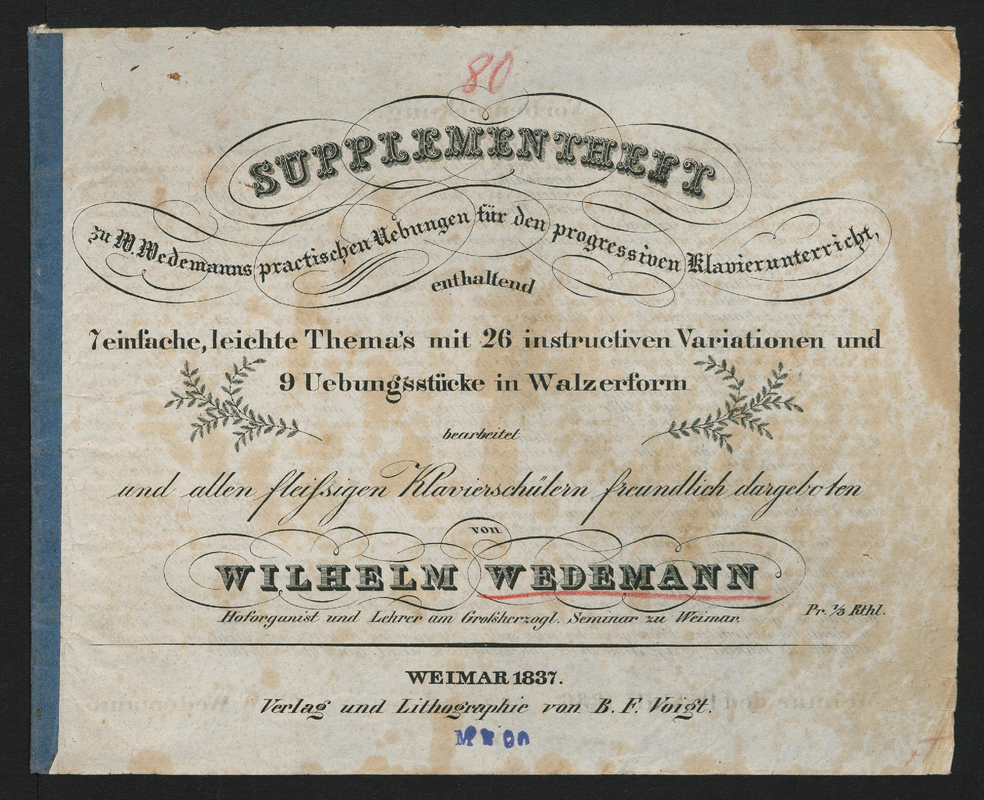 80
SUPPLEMENTHEFT
zu W. Wedemanns practischen Uebungen für den progressiven Klavierunterricht,
enthaltend
7 einfache, leichte Thema's mit 26 instructiven Variationen und
9 Uebungsstücke in Walzerform
bearbeitet
und allen fleißigen Klavierschülern freundlich dargeboten
von
WILHELM WEDEMANN
Hoforganist und Lehrer am Großherzogl. Seminar zu Weimar.
Pr. ⅓ Rthl.
WEIMAR 1837.
Verlag und Lithographie von B. F. Voigt.